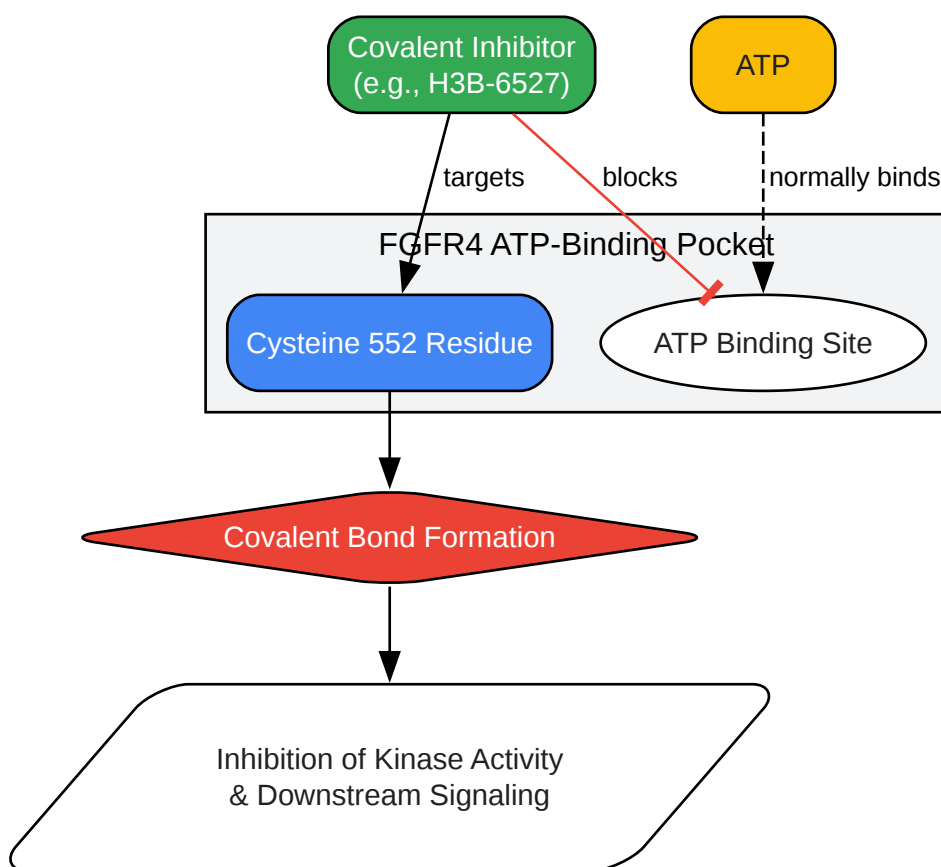 Covalent Inhibitor
(e.g., H3B-6527)
ATP
targets
blocks
normally binds
FGFR4 ATP-Binding Pocket
Cysteine 552 Residue
ATP Binding Site
Covalent Bond Formation
Inhibition of Kinase Activity
& Downstream Signaling